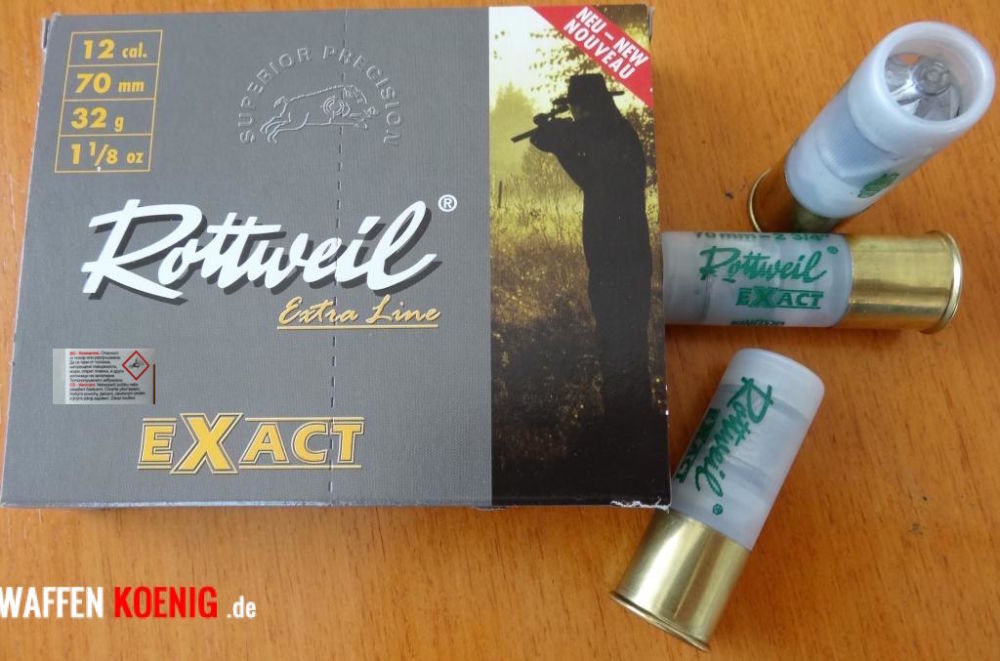 12 cal.
70 mm
32 g
1 1/8 oz
SUPERIOR PRECISION
NEU – NEW
NOUVEAU
Rottweil®
Extra Line
EXACT
70 mm – 2 3/4"
Rottweil®
EXACT
Rottweil®
EXACT
WAFFEN KOENIG .de